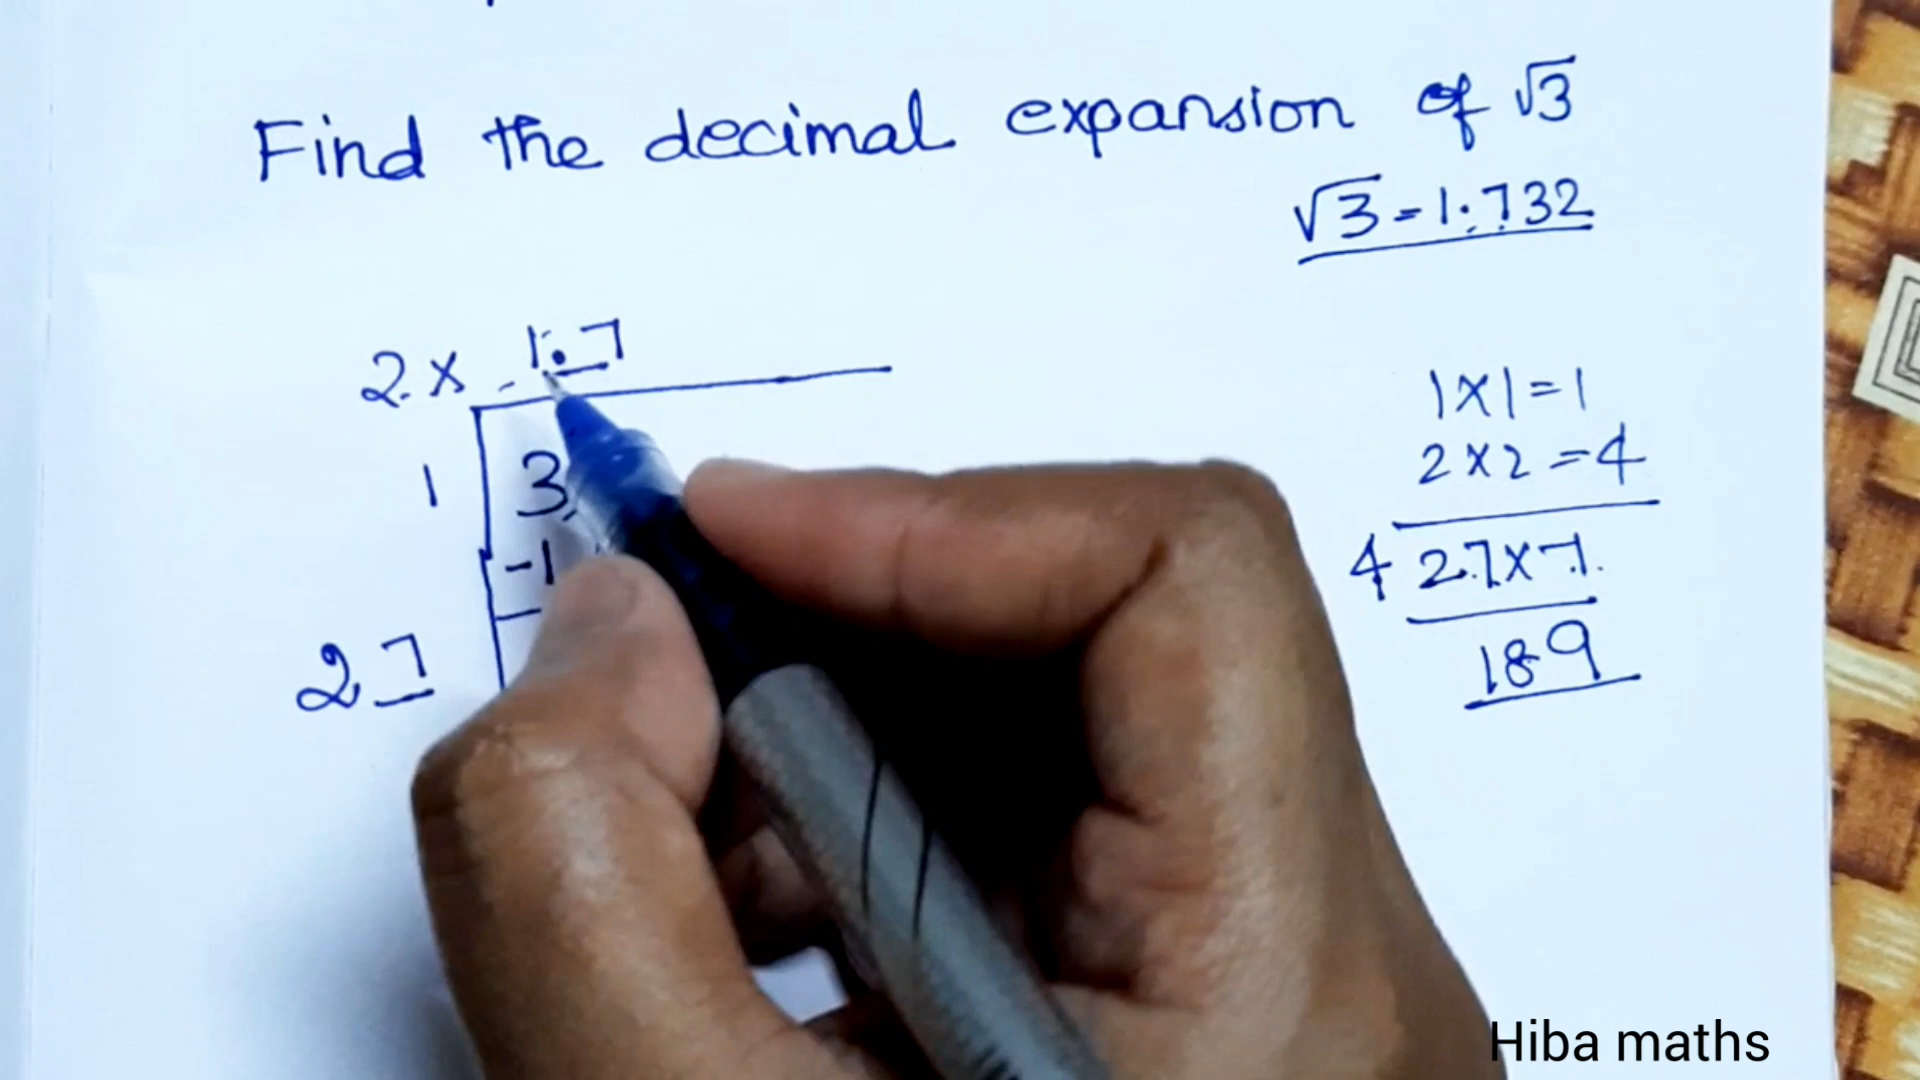 Find the decimal expansion of √3
√3 = 1.732
2 x 1.7
1 3.
-1
27
1x1=1
2x2=4
4 27x7
189
Hiba maths